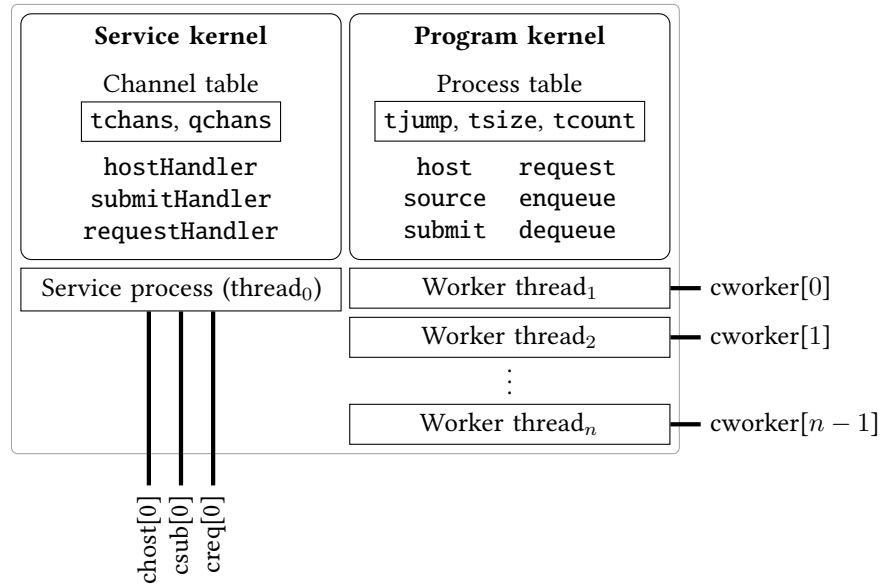 Service kernel
Channel table
tchans, qchans
hostHandler
submitHandler
requestHandler
Program kernel
Process table
tjump, tsize, tcount
host request
source enqueue
submit dequeue
Service process (thread₀)
Worker thread₁
cworker[0]
Worker thread₂
cworker[1]
⋮
Worker threadₙ
cworker[n − 1]
chost[0]
csub[0]
creq[0]